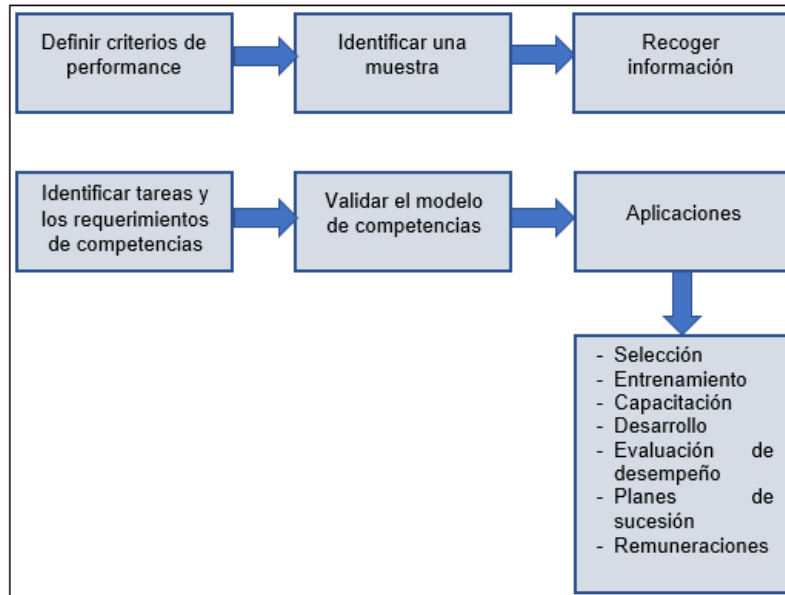 Definir criterios de
performance
Identificar una
muestra
Recoger
información
Identificar tareas y
los requerimientos
de competencias
Validar el modelo
de competencias
Aplicaciones
- Selección
- Entrenamiento
- Capacitación
- Desarrollo
- Evaluación de
desempeño
- Planes de
sucesión
- Remuneraciones